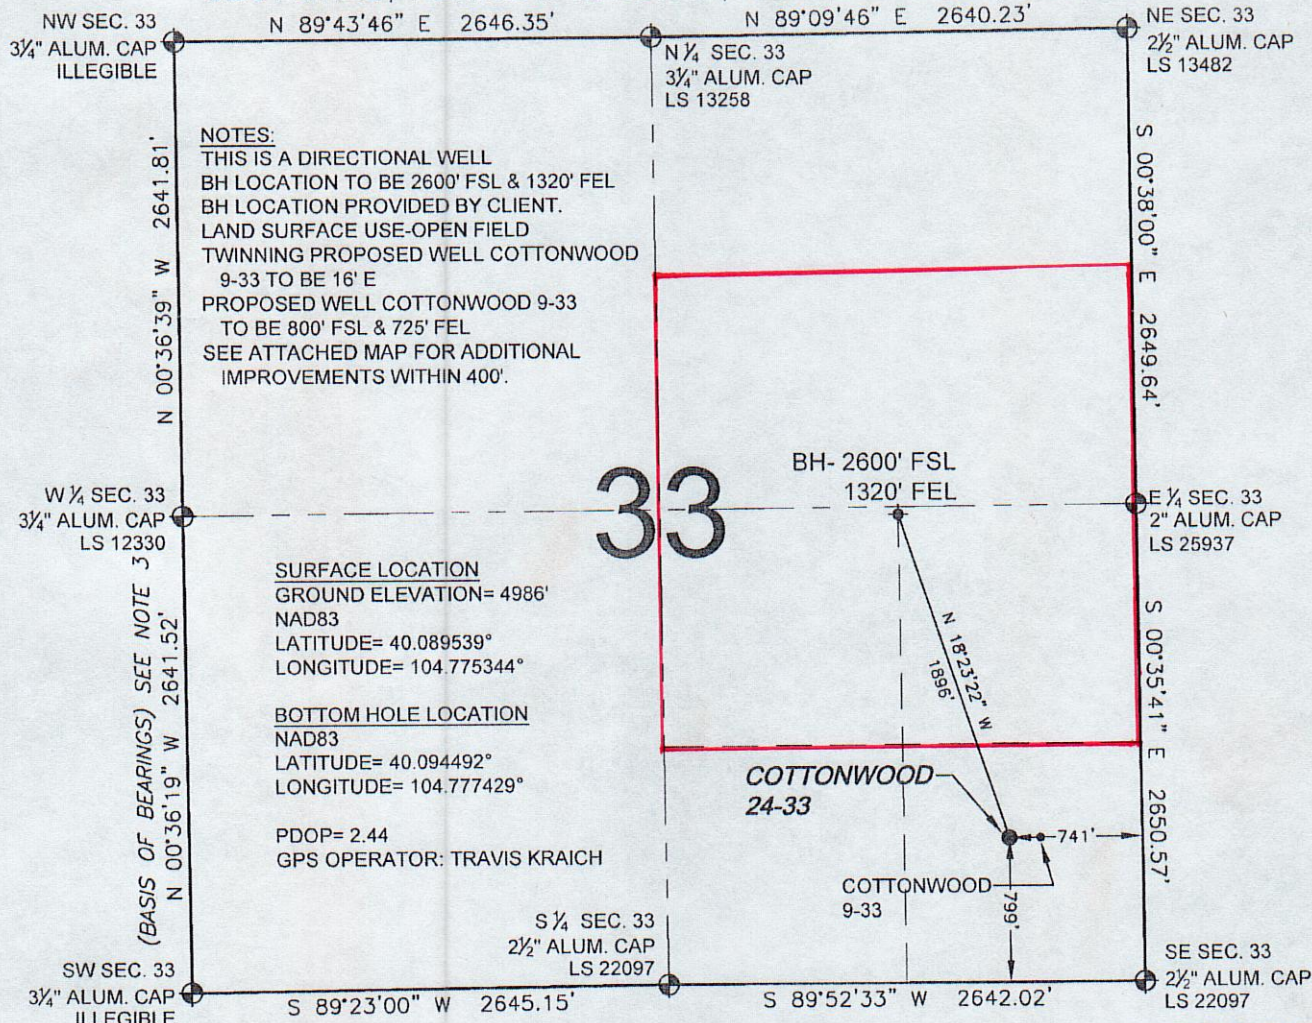 N 89°43'46" E 2646.35'
N 89°09'46" E 2640.23'
NW SEC. 33
3¼" ALUM. CAP
ILLEGIBLE
N ¼ SEC. 33
3¼" ALUM. CAP
LS 13258
NE SEC. 33
2½" ALUM. CAP
LS 13482
NOTES:
THIS IS A DIRECTIONAL WELL
BH LOCATION TO BE 2600' FSL & 1320' FEL
BH LOCATION PROVIDED BY CLIENT.
LAND SURFACE USE-OPEN FIELD
TWINNING PROPOSED WELL COTTONWOOD
9-33 TO BE 16' E
PROPOSED WELL COTTONWOOD 9-33
TO BE 800' FSL & 725' FEL
SEE ATTACHED MAP FOR ADDITIONAL
IMPROVEMENTS WITHIN 400'.
N 00°36'39" W 2641.81'
S 00°38'00" E 2649.64'
33
BH- 2600' FSL
1320' FEL
W ¼ SEC. 33
3¼" ALUM. CAP
LS 12330
E ¼ SEC. 33
2" ALUM. CAP
LS 25937
SURFACE LOCATION
GROUND ELEVATION= 4986'
NAD83
LATITUDE= 40.089539°
LONGITUDE= 104.775344°
BOTTOM HOLE LOCATION
NAD83
LATITUDE= 40.094492°
LONGITUDE= 104.777429°
PDOP= 2.44
GPS OPERATOR: TRAVIS KRAICH
(BASIS OF BEARINGS) SEE NOTE 3
N 00°36'19" W 2641.52'
N 18°23'22" W
1896'
S 00°35'41" E 2650.57'
COTTONWOOD
24-33
741'
COTTONWOOD
9-33
799'
S ¼ SEC. 33
2½" ALUM. CAP
LS 22097
SW SEC. 33
3¼" ALUM. CAP
ILLEGIBLE
SE SEC. 33
2½" ALUM. CAP
LS 22097
S 89°23'00" W 2645.15'
S 89°52'33" W 2642.02'